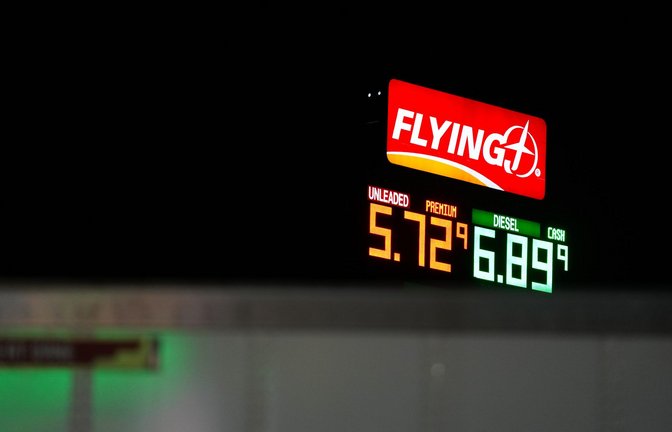 FLYING J ®
UNLEADED PREMIUM DIESEL CASH
5.72 9 6.89 9